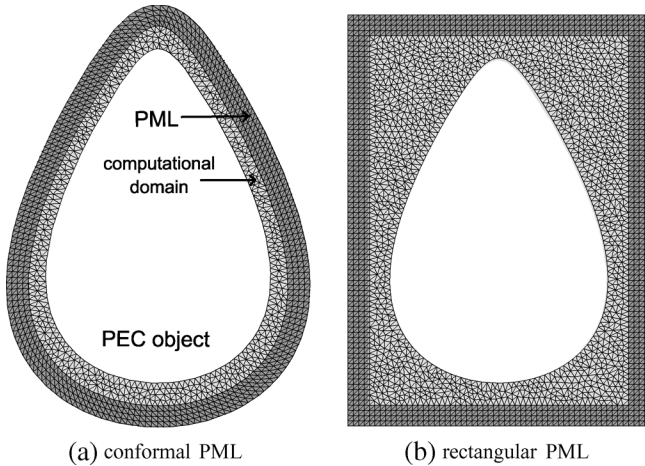 PML
computational
domain
PEC object
(a) conformal PML
(b) rectangular PML